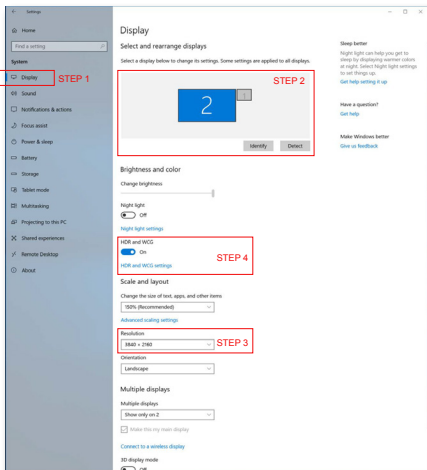 Settings
Home
Find a setting
System
Display
STEP 1
Sound
Notifications & actions
Focus assist
Power & sleep
Battery
Storage
Tablet mode
Multitasking
Projecting to this PC
Shared experiences
Remote Desktop
About
Display
Select and rearrange displays
Select a display below to change its settings. Some settings are applied to all displays.
STEP 2
2
1
Identify
Detect
Brightness and color
Change brightness
Night light
Off
Night light settings
HDR and WCG
On
STEP 4
HDR and WCG settings
Scale and layout
Change the size of text, apps, and other items
150% (Recommended)
Advanced scaling settings
Resolution
3840 × 2160
STEP 3
Orientation
Landscape
Multiple displays
Multiple displays
Show only on 2
Make this my main display
Connect to a wireless display
3D display mode
Off
Sleep better
Night light can help you get to
sleep by displaying warmer colors
at night. Select Night light settings
to set things up.
Get help setting it up
Have a question?
Get help
Make Windows better
Give us feedback